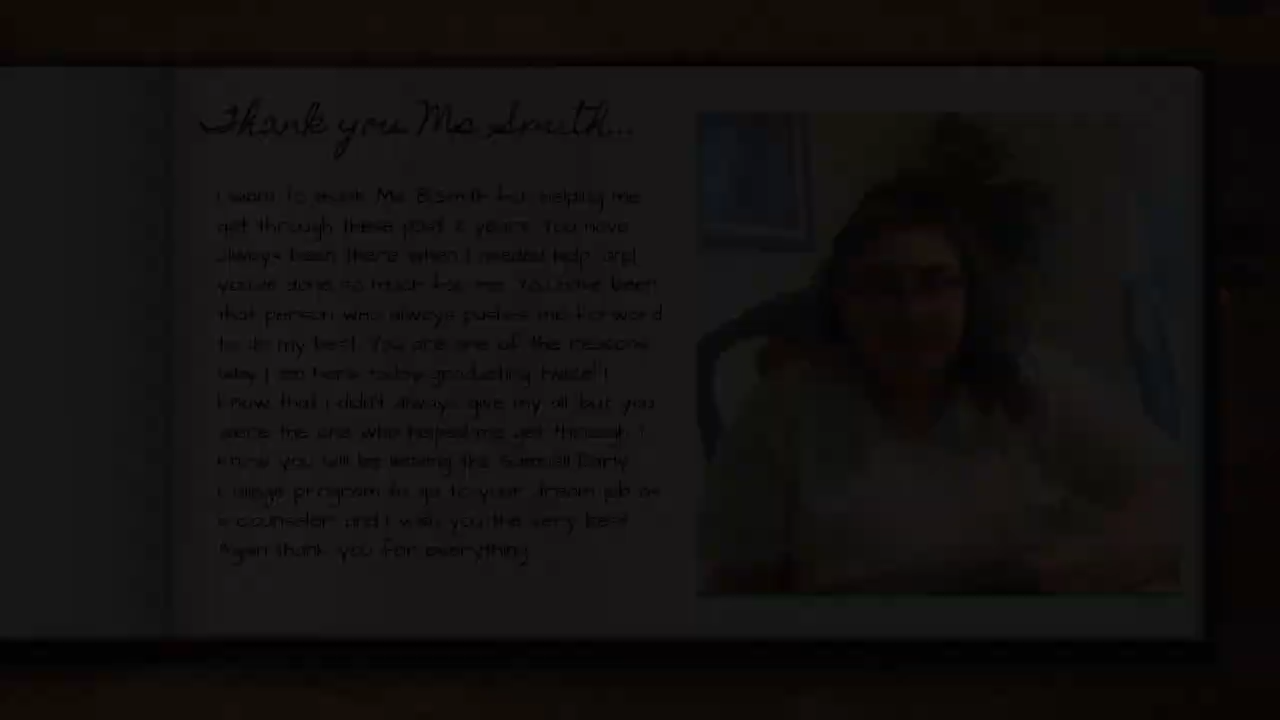 Thank you Ms Smith...
I want to thank Ms. B.Smith for helping me
get through these past 2 years. You have
always been there when I needed help and
you've done so much for me. You have been
that person who always pushes me forward
to do my best. You are one of the reasons
why I am here today graduating twice! I
know that I didn't always give my all but you
were the one who helped me get through. I
know you will be leaving the Early
College program to go to your dream job as
a counselor and I wish you the very best.
Again thank you for everything